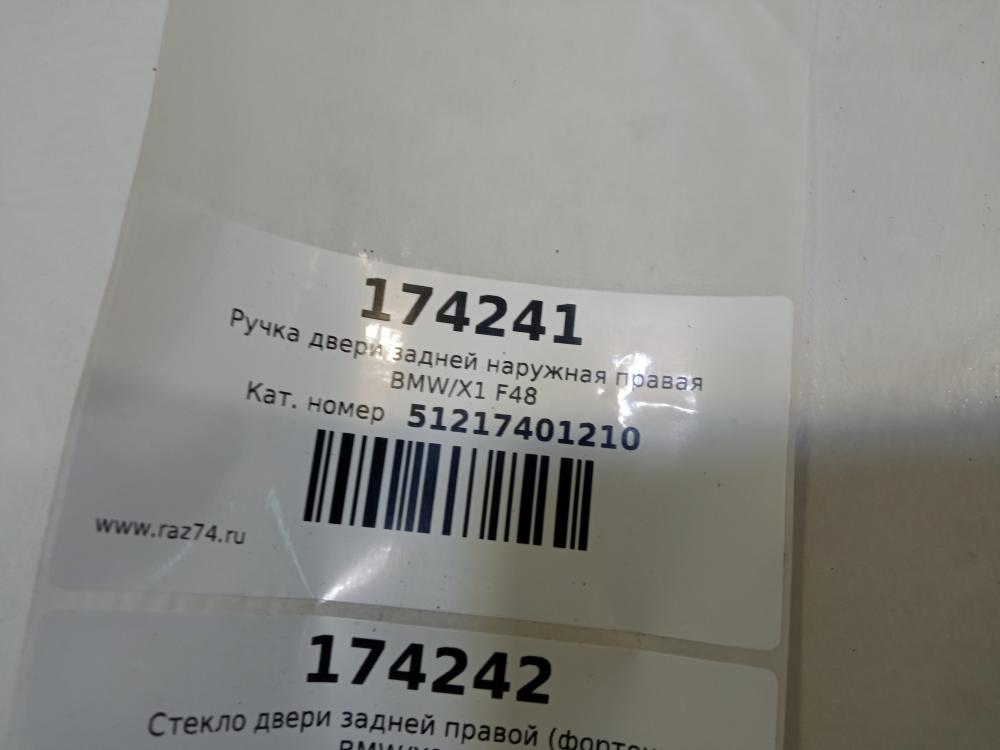 174241
Ручка двери задней наружная правая
BMW/X1 F48
Кат. номер 51217401210
www.raz74.ru
174242
Стекло двери задней правой